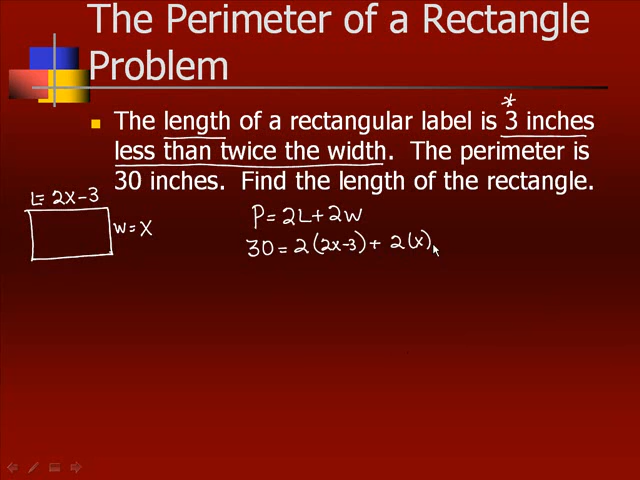 The Perimeter of a Rectangle
Problem
The length of a rectangular label is 3 inches
less than twice the width. The perimeter is
30 inches. Find the length of the rectangle.
*
L= 2x-3
w= x
P= 2L+2w
30 = 2(2x-3) + 2(x)